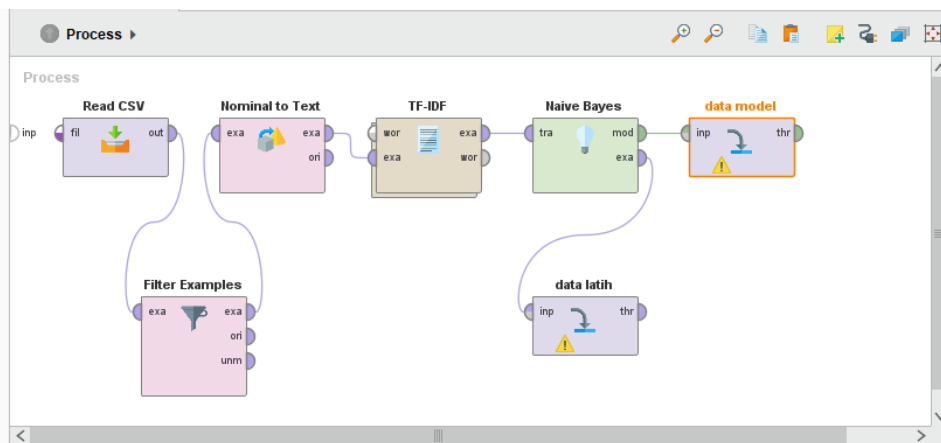 Process
Process
Read CSV
Nominal to Text
TF-IDF
Naive Bayes
data model
inp
fil
out
exa
exa
ori
wor
exa
exa
wor
tra
mod
exa
inp
thr
Filter Examples
data latih
exa
exa
ori
unm
inp
thr